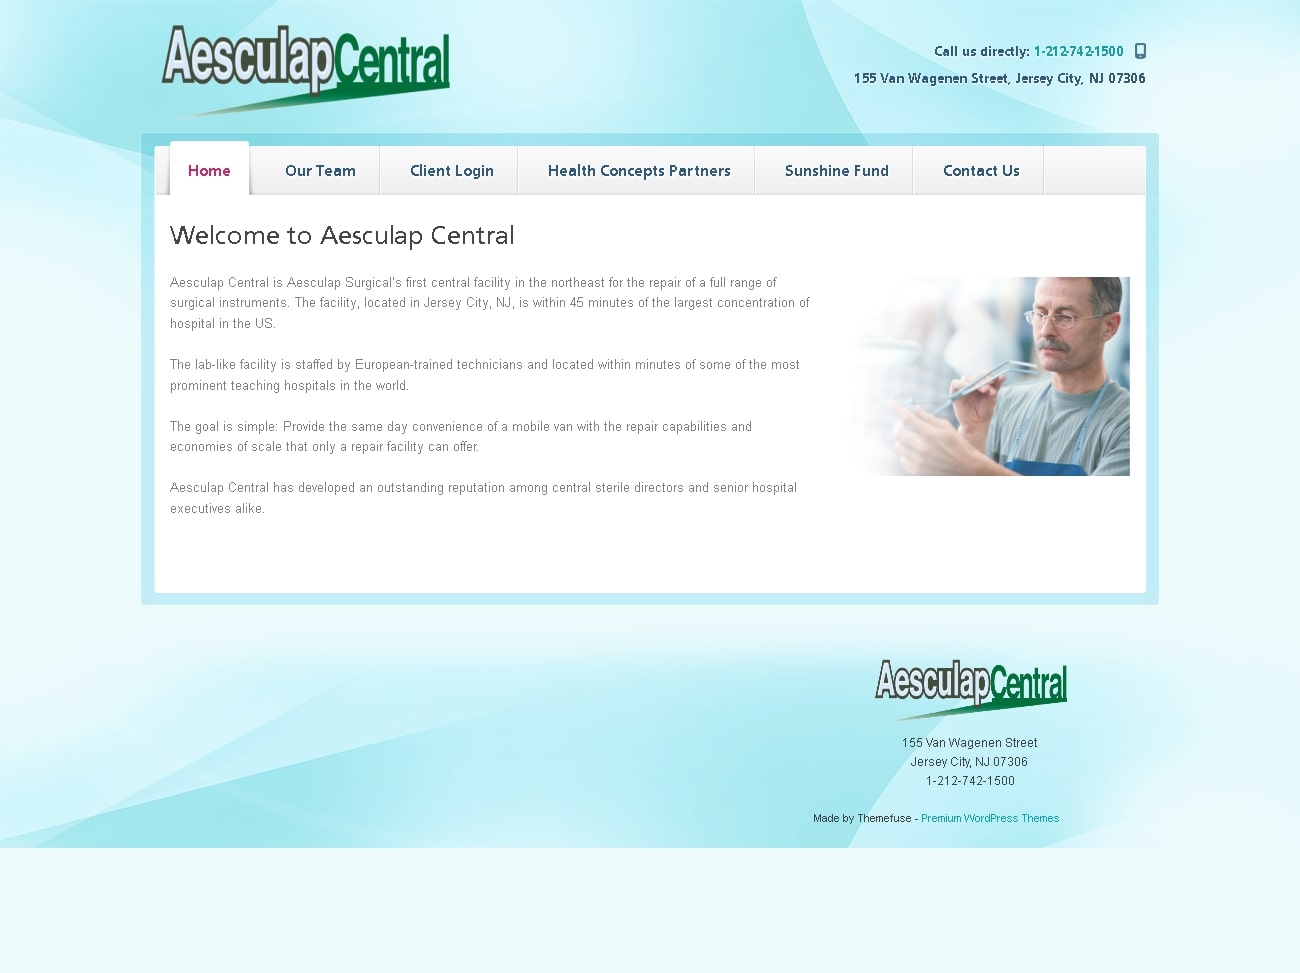 AesculapCentral
Call us directly: 1-212-742-1500
155 Van Wagenen Street, Jersey City, NJ 07306
Home
Our Team
Client Login
Health Concepts Partners
Sunshine Fund
Contact Us
Welcome to Aesculap Central
Aesculap Central is Aesculap Surgical's first central facility in the northeast for the repair of a full range of
surgical instruments. The facility, located in Jersey City, NJ, is within 45 minutes of the largest concentration of
hospital in the US.
The lab-like facility is staffed by European-trained technicians and located within minutes of some of the most
prominent teaching hospitals in the world.
The goal is simple: Provide the same day convenience of a mobile van with the repair capabilities and
economies of scale that only a repair facility can offer.
Aesculap Central has developed an outstanding reputation among central sterile directors and senior hospital
executives alike.
AesculapCentral
155 Van Wagenen Street
Jersey City, NJ 07306
1-212-742-1500
Made by Themefuse - Premium WordPress Themes